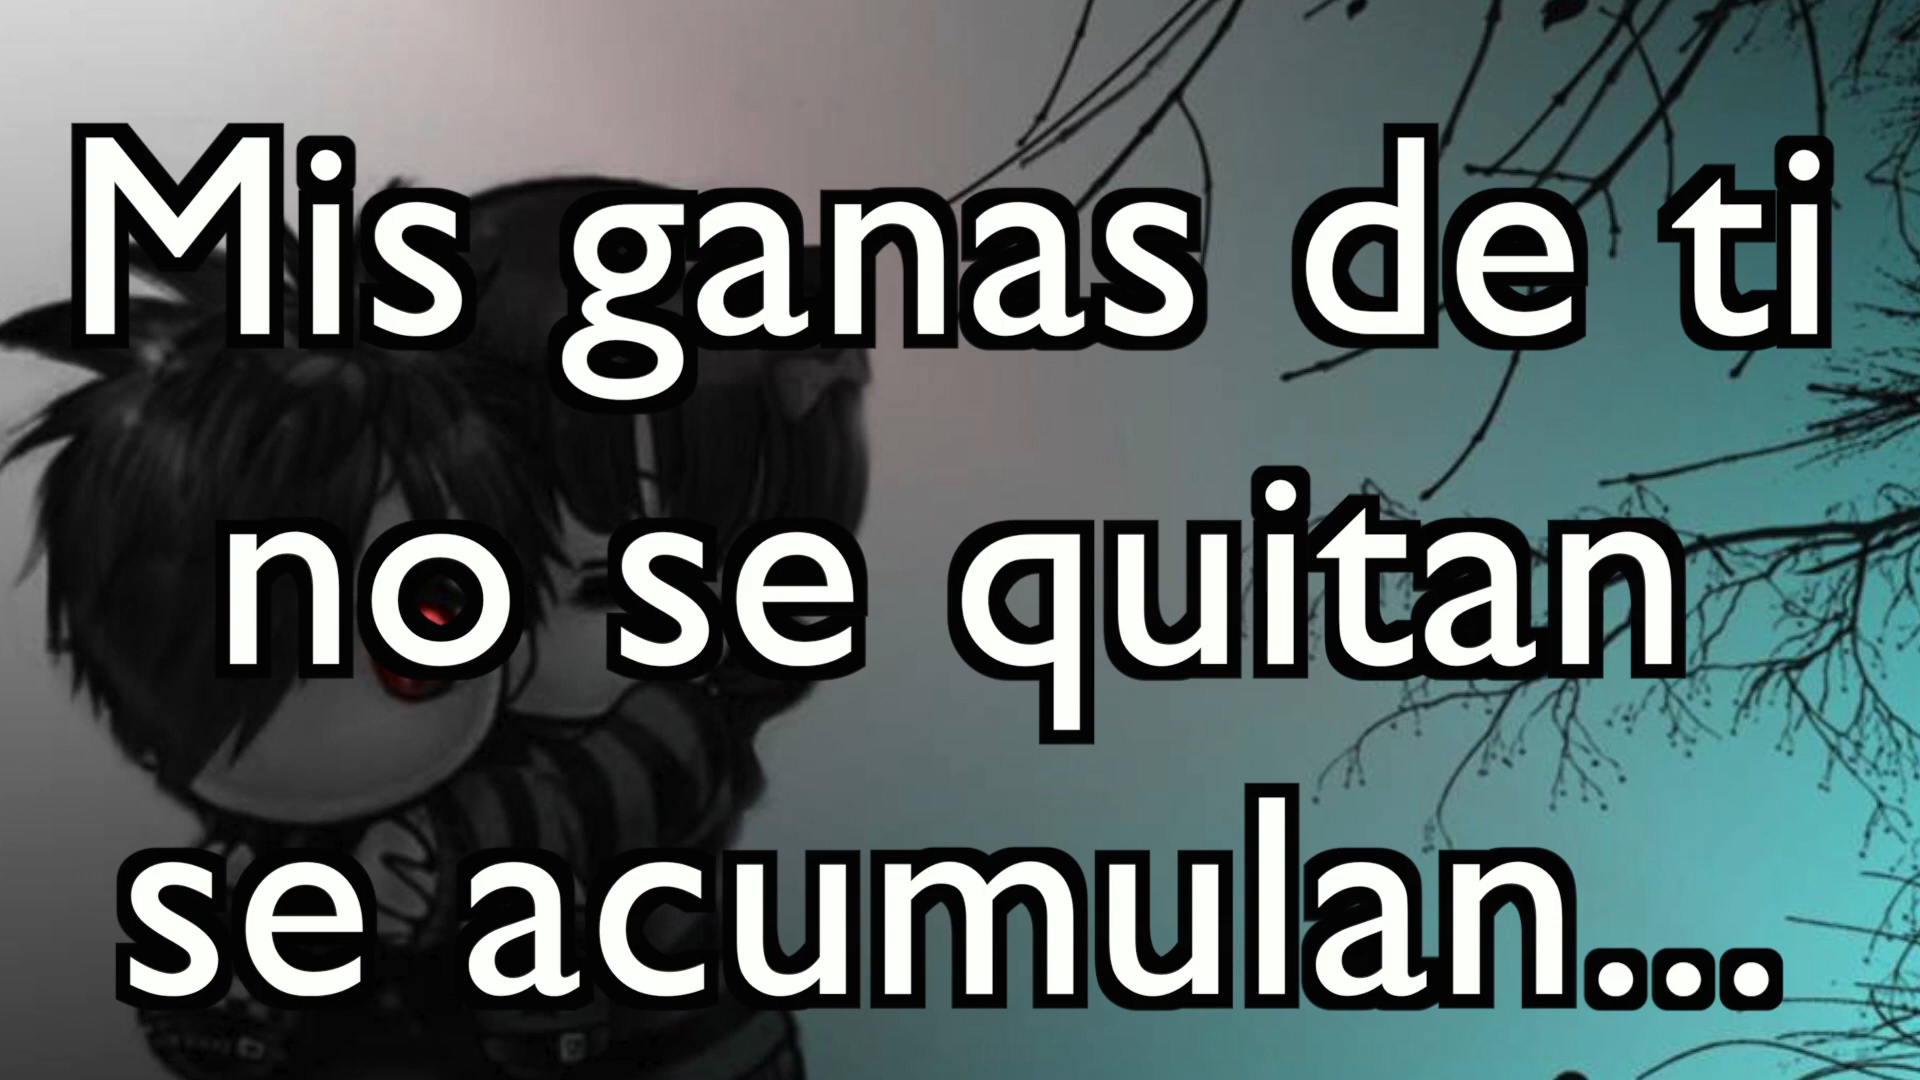 Mis ganas de ti
no se quitan
se acumulan...